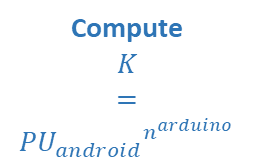 Compute
K
=
PU_android n^arduino